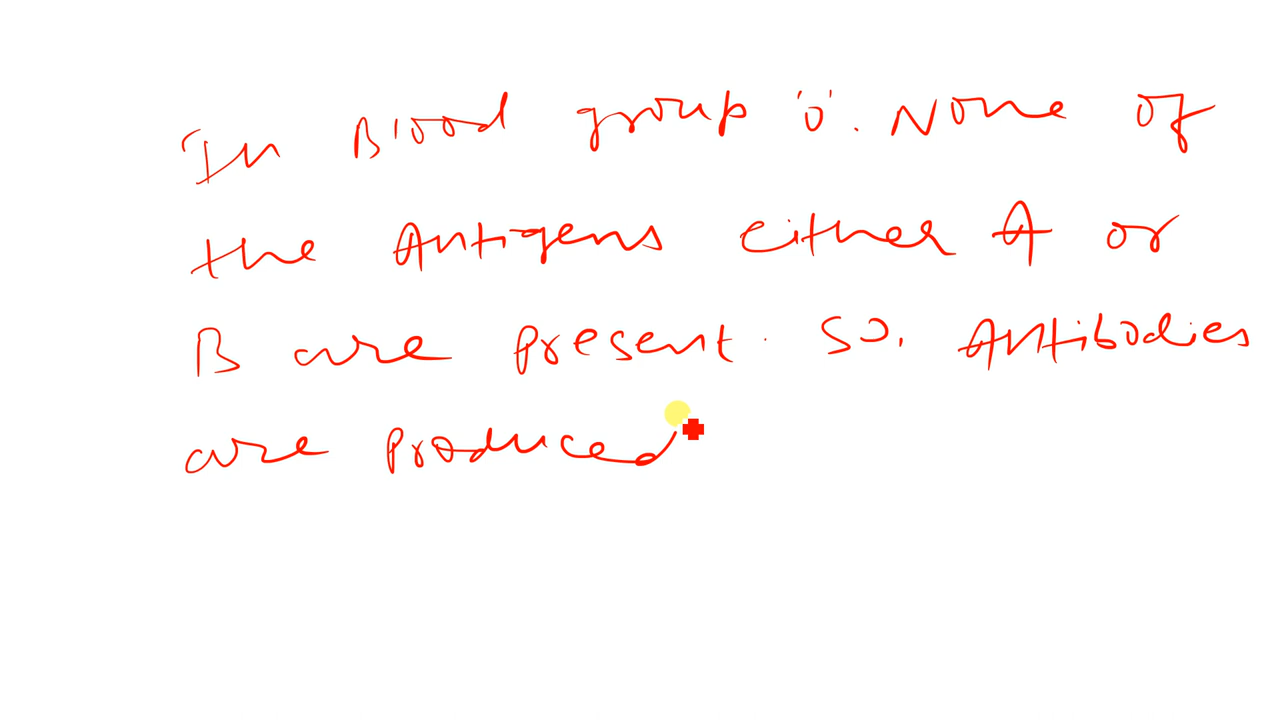 In Blood group 'O'. None of
the Antigens either A or
B are present. So, Antibodies
are produced